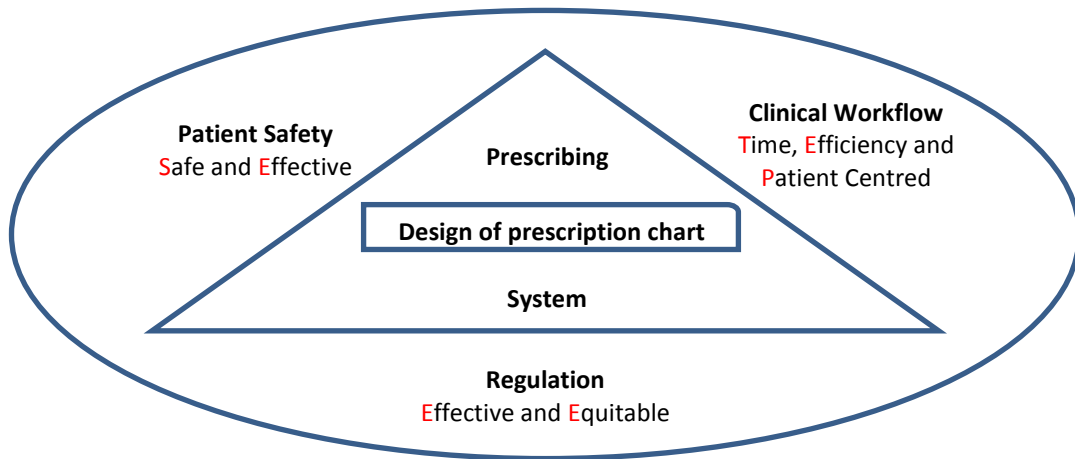 Patient Safety
Safe and Effective
Clinical Workflow
Time, Efficiency and
Patient Centred
Prescribing
Design of prescription chart
System
Regulation
Effective and Equitable